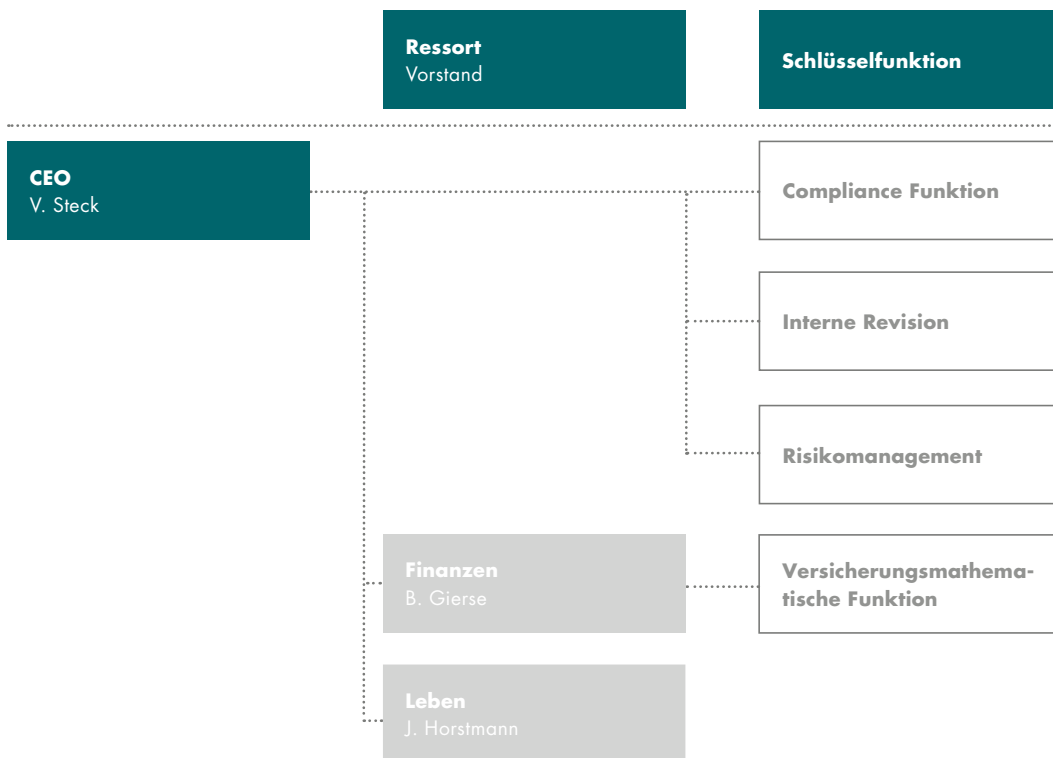 Ressort
Vorstand
Schlüsselfunktion
CEO
V. Steck
Compliance Funktion
Interne Revision
Risikomanagement
Finanzen
B. Gierse
Versicherungsmathema-
tische Funktion
Leben
J. Horstmann